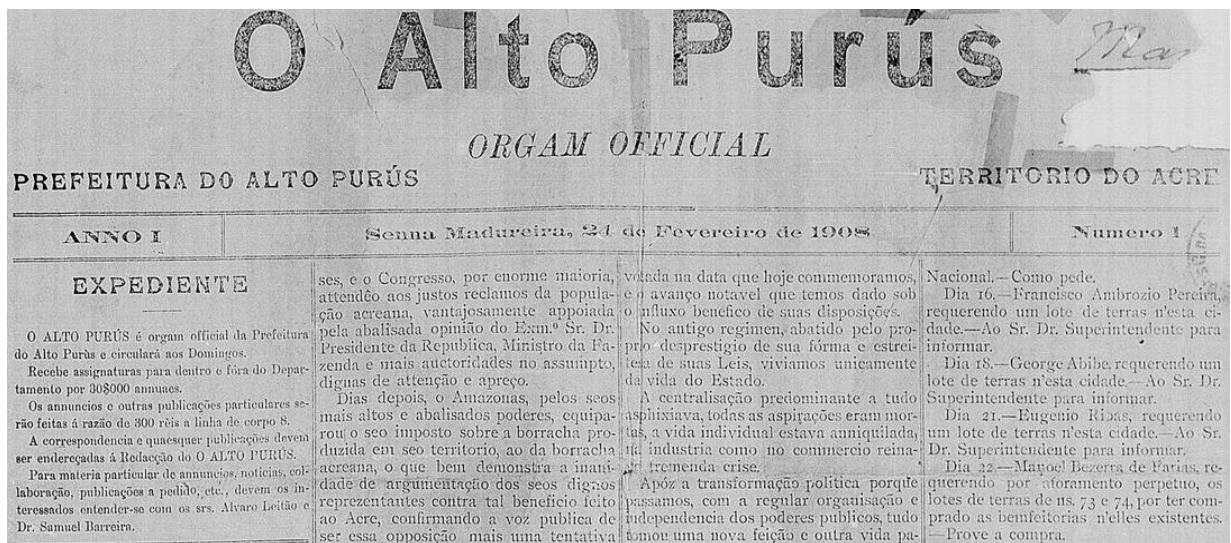 O Alto Purús
Ma
ORGAM OFFICIAL
PREFEITURA DO ALTO PURÚS
TERRITORIO DO ACRE
ANNO I
Senna Madureira, 24 de Fevereiro de 1908
Numero 1
EXPEDIENTE
O ALTO PURÚS é orgam official da Prefeitura
do Alto Purùs e circulará aos Domingos.
Recebe assignaturas para dentro e fóra do Depar-
tamento por 30$000 annuaes.
Os annuncios e outras publicações particulares se-
rão feitas á razão de 300 rèis a linha de corpo 8.
A correspondencia e quaesquer publicações devem
ser endereçadas á Redacção do O ALTO PURÚS.
Para materia particular de annuncios, noticias, col-
laboração, publicações a pedido, etc., devem os in-
teressados entender-se com os srs. Alvaro Leitão e
Dr. Samuel Barreira.
ses, e o Congresso, por enorme maioria,
attendêo aos justos reclamos da popula-
ção acreana, vantajosamente appoiada
pela abalisada opinião do Exm.º Sr. Dr.
Presidente da Republica, Ministro da Fa-
zenda e mais auctoridades no assumpto,
dignas de attenção e apreço.
Dias depois, o Amazonas, pelos seos
mais altos e abalisados poderes, equipa-
rou o seo imposto sobre a borracha pro-
duzida em seo territorio, ao da borracha
acreana, o que bem demonstra a inani-
dade de argumentação dos seos dignos
reprezentantes contra tal beneficio feito
ao Acre, confirmando a voz publica de
ser essa opposição mais uma tentativa
votada na data que hoje commemoramos,
e o avanço notavel que temos dado sob
o influxo benefico de suas disposições.
No antigo regimen, abatido pelo pro-
prio desprestigio de sua fórma e estrei-
tesa de suas Leis, viviamos unicamente
da vida do Estado.
A centralisação predominante a tudo
asphixiava, todas as aspirações eram mor-
tas, a vida individual estava anniquilada,
na industria como no commercio reina-
tremenda crise.
Apóz a transformação politica porque
passamos, com a regular organisação e
independencia dos poderes publicos, tudo
tomou uma nova feição e outra vida pa-
Nacional.—Como pede.
Dia 16.—Francisco Ambrozio Pereira,
requerendo um lote de terras n'esta ci-
dade.—Ao Sr. Dr. Superintendente para
informar.
Dia 18.—George Abibe, requerendo um
lote de terras n'esta cidade.—Ao Sr. Dr.
Superintendente para informar.
Dia 21.—Eugenio Ribas, requerendo
um lote de terras n'esta cidade.—Ao Sr.
Dr. Superintendente para informar.
Dia 22—Manoel Bezerra de Farias, re-
querendo por aforamento perpetuo, os
lotes de terras de ns. 73 e 74, por ter com-
prado as bemfeitorias n'elles existentes.
—Prove a compra.